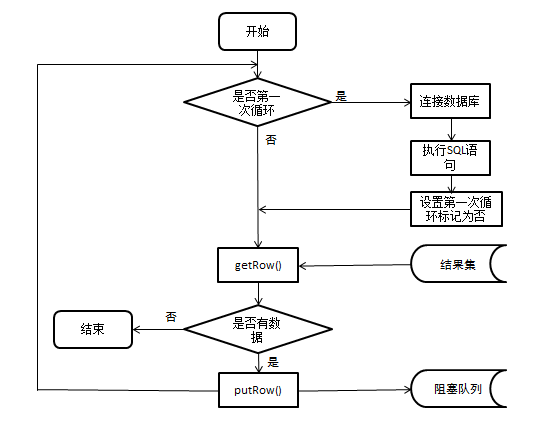 开始
是否第一
次循环
是
连接数据库
否
执行SQL语
句
设置第一次循
环标记为否
getRow()
结果集
是否有数
据
否
结束
是
putRow()
阻塞队列